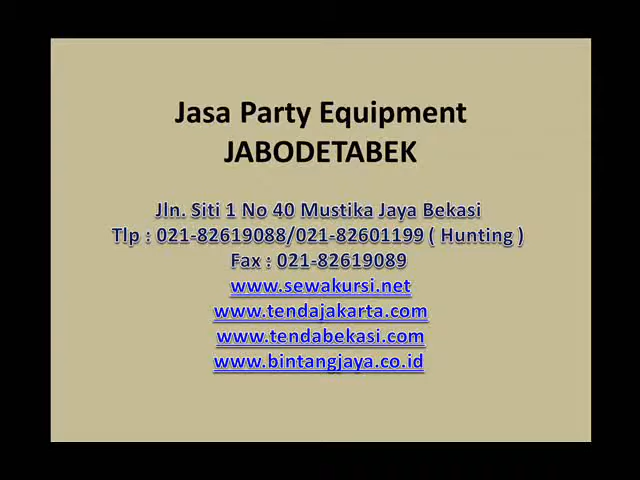 Jasa Party Equipment
JABODETABEK
Jln. Siti 1 No 40 Mustika Jaya Bekasi
Tlp : 021-82619088/021-82601199 ( Hunting )
Fax : 021-82619089
www.sewakursi.net
www.tendajakarta.com
www.tendabekasi.com
www.bintangjaya.co.id